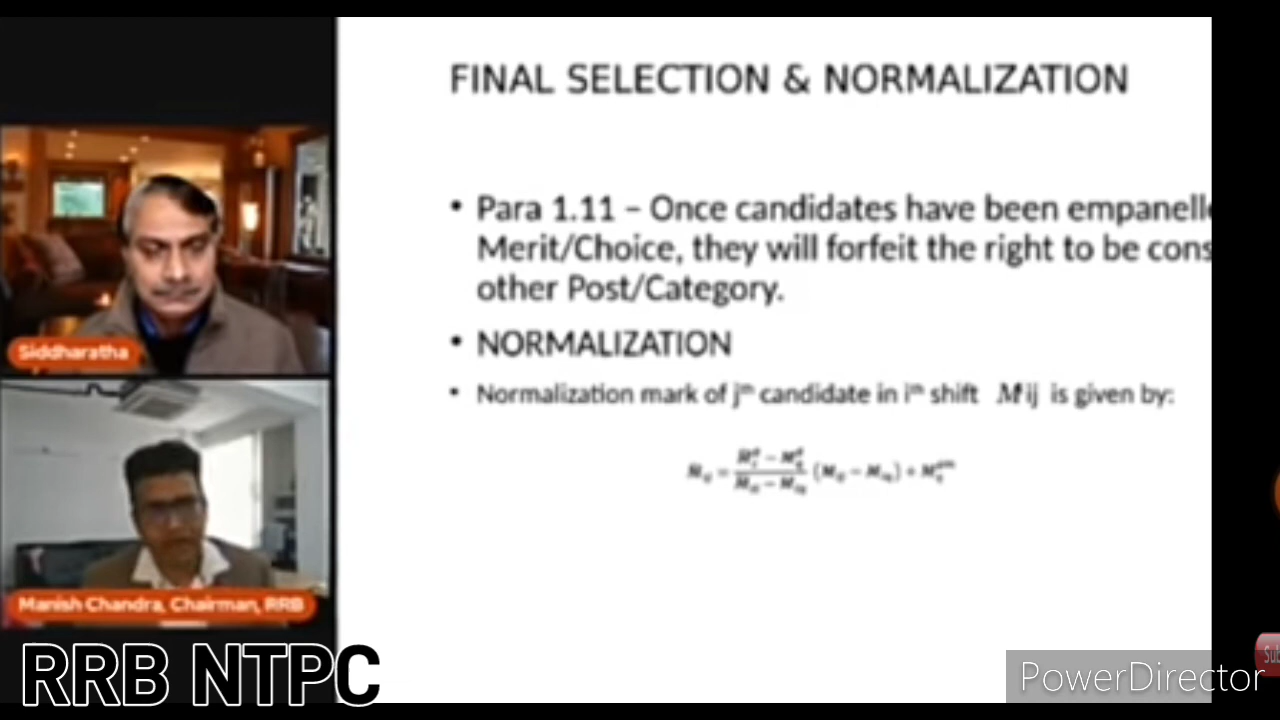 FINAL SELECTION & NORMALIZATION
• Para 1.11 – Once candidates have been empanelle
Merit/Choice, they will forfeit the right to be cons
other Post/Category.
• NORMALIZATION
• Normalization mark of jᵗʰ candidate in iᵗʰ shift M ij is given by:
Siddharatha
Manish Chandra, Chairman, RRB
RRB NTPC
PowerDirector
Sub